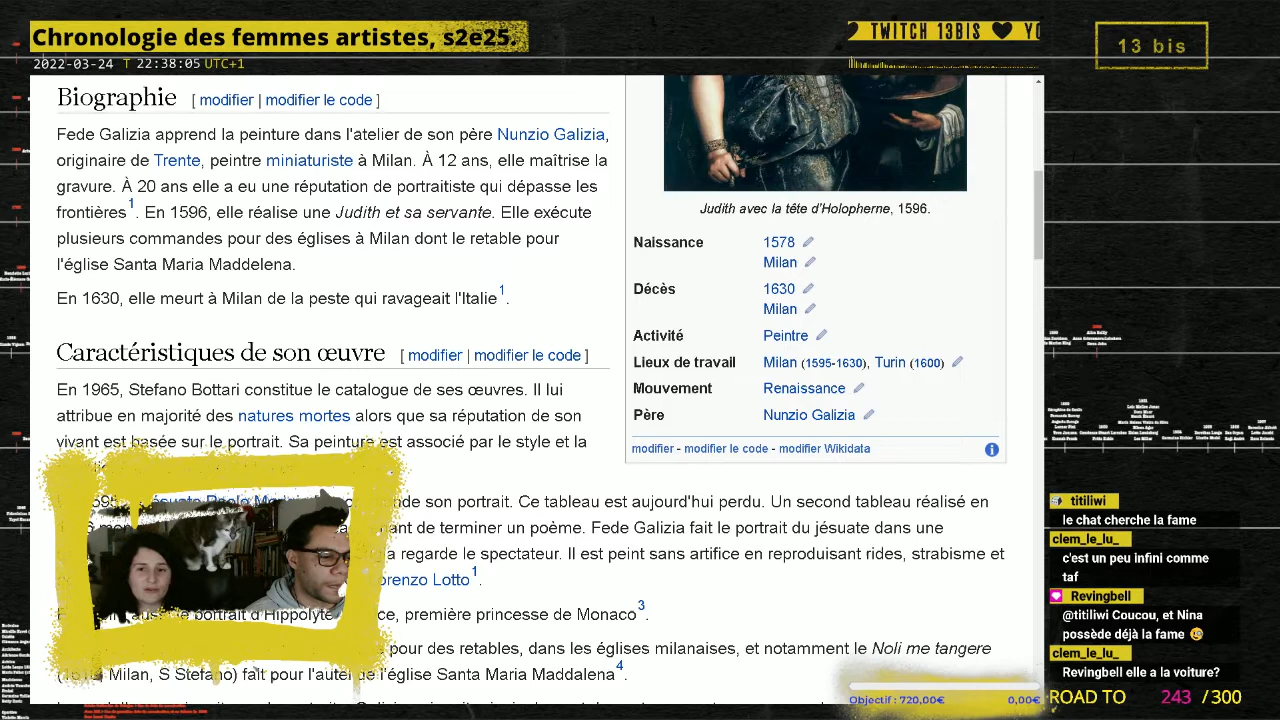 Chronologie des femmes artistes, s2e25
2022-03-24 T 22:38:05 UTC+1
TWITCH 13BIS
13 bis
Biographie [ modifier | modifier le code ]
Fede Galizia apprend la peinture dans l'atelier de son père Nunzio Galizia,
originaire de Trente, peintre miniaturiste à Milan. À 12 ans, elle maîtrise la
gravure. À 20 ans elle a eu une réputation de portraitiste qui dépasse les
frontières1. En 1596, elle réalise une Judith et sa servante. Elle exécute
plusieurs commandes pour des églises à Milan dont le retable pour
l'église Santa Maria Maddelena.
En 1630, elle meurt à Milan de la peste qui ravageait l'Italie1.
Caractéristiques de son œuvre [ modifier | modifier le code ]
En 1965, Stefano Bottari constitue le catalogue de ses œuvres. Il lui
attribue en majorité des natures mortes alors que sa réputation de son
vivant est basée sur le portrait. Sa peinture est associé par le style et la
de son portrait. Ce tableau est aujourd'hui perdu. Un second tableau réalisé en
de terminer un poème. Fede Galizia fait le portrait du jésuate dans une
regarde le spectateur. Il est peint sans artifice en reproduisant rides, strabisme et
Lorenzo Lotto1.
portrait d'Hippolyte première princesse de Monaco3.
pour des retables, dans les églises milanaises, et notamment le Noli me tangere
Milan, S Stefano) fait pour l'autel de l'église Santa Maria Maddalena4.
Judith avec la tête d'Holopherne, 1596.
Naissance 1578
Milan
Décès 1630
Milan
Activité Peintre
Lieux de travail Milan (1595-1630), Turin (1600)
Mouvement Renaissance
Père Nunzio Galizia
modifier - modifier le code - modifier Wikidata
titiliwi
le chat cherche la fame
clem_le_lu_
c'est un peu infini comme
taf
Revingbell
@titiliwi Coucou, et Nina
possède déjà la fame
clem_le_lu_
Revingbell elle a la voiture?
Objectif : 720,00€ 0,00€
ROAD TO 243 / 300